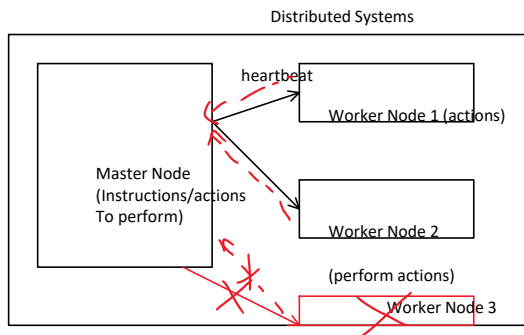 Distributed Systems
heartbeat
Worker Node 1 (actions)
Master Node
(Instructions/actions
To perform)
Worker Node 2
(perform actions)
Worker Node 3